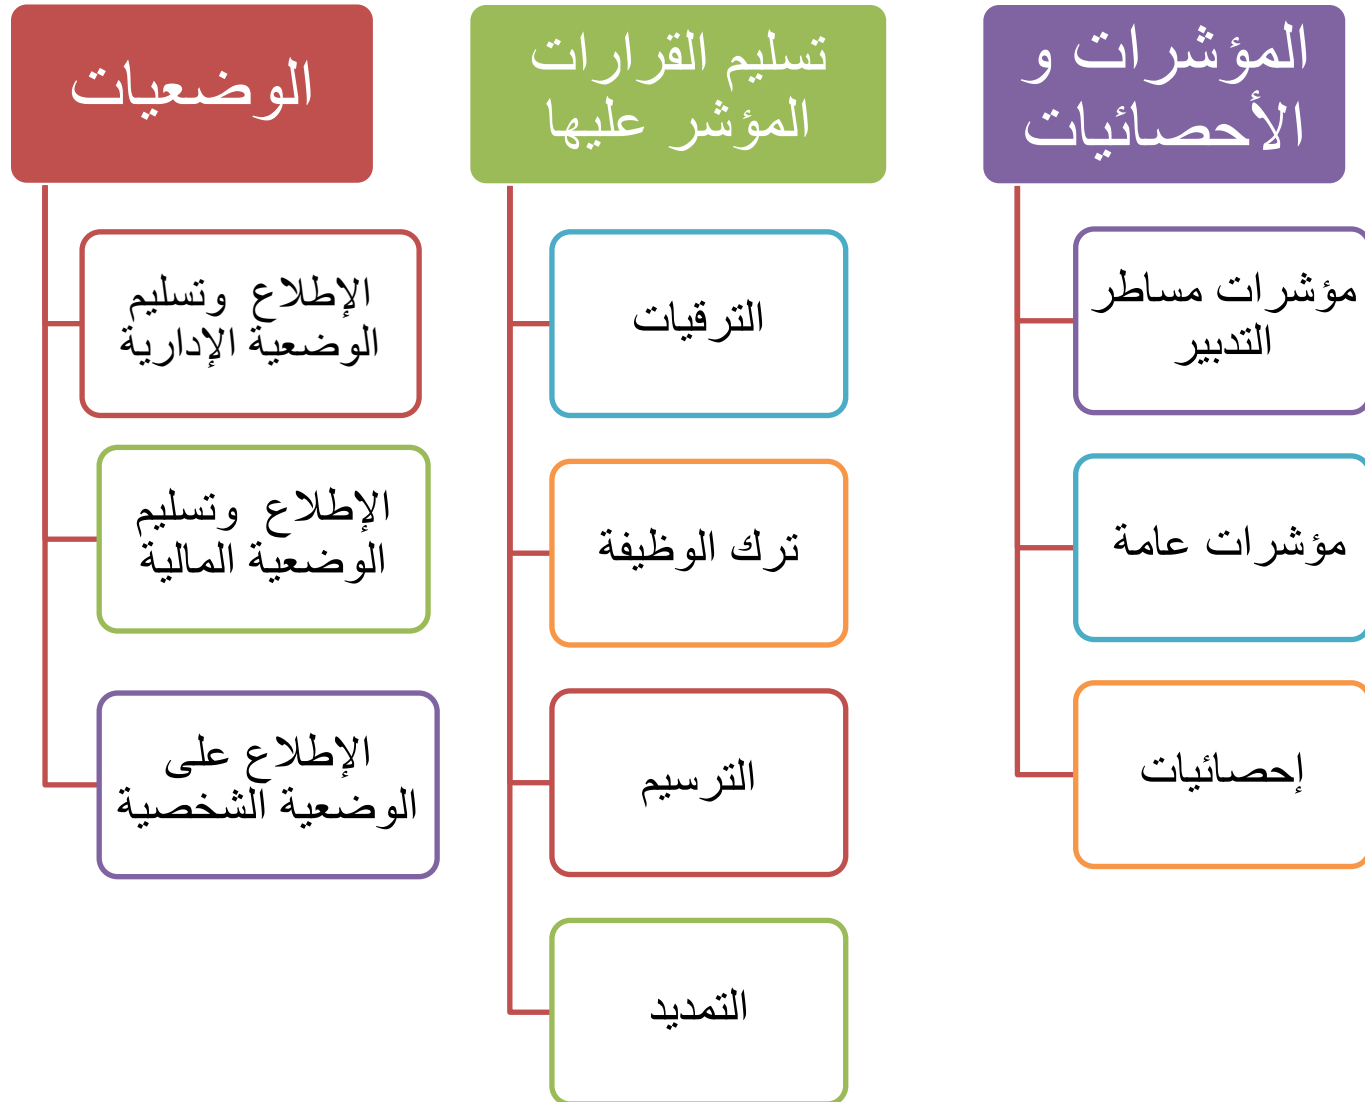 المؤشرات و
الأحصائيات
مؤشرات مساطر
التدبير
مؤشرات عامة
إحصائيات
تسليم القرارات
المؤشر عليها
الترقيات
ترك الوظيفة
الترسيم
التمديد
الوضعيات
الإطلاع وتسليم
الوضعية الإدارية
الإطلاع وتسليم
الوضعية المالية
الإطلاع على
الوضعية الشخصية